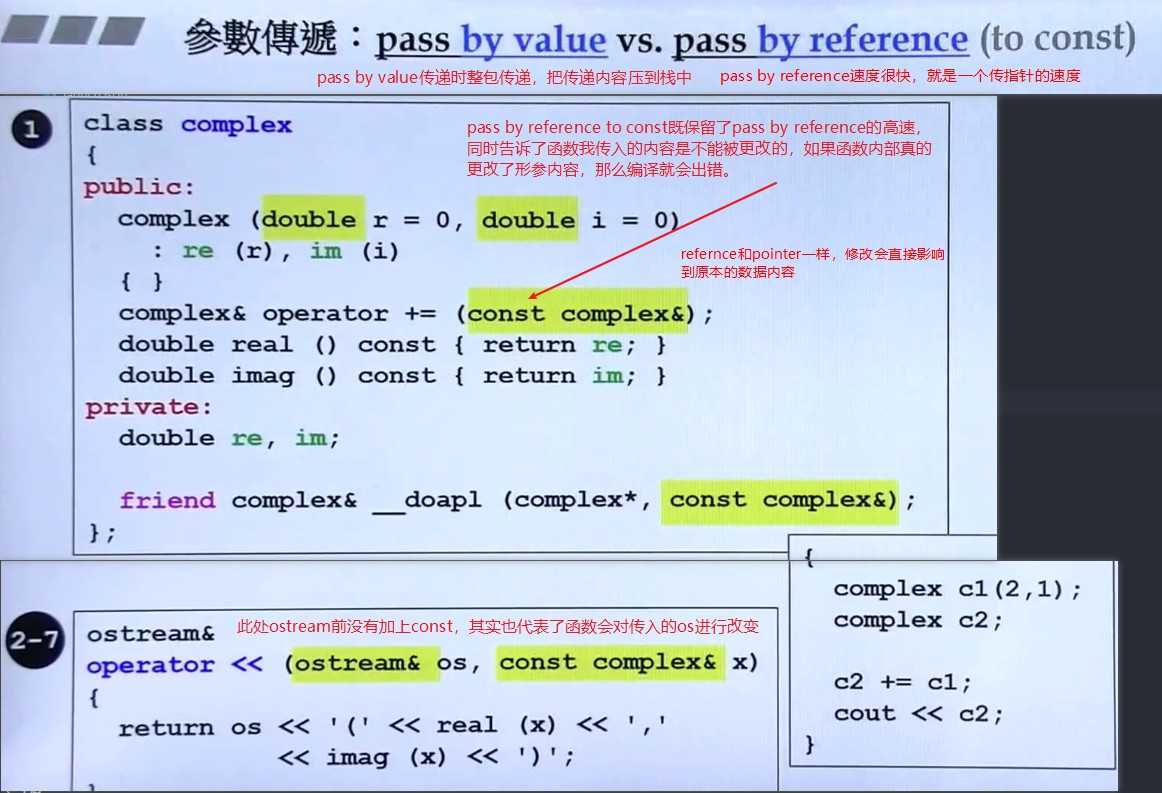 參數傳遞：pass by value vs. pass by reference (to const)
pass by value传递时整包传递，把传递内容压到栈中
pass by reference速度很快，就是一个传指针的速度
1
class complex
{
public:
complex (double r = 0, double i = 0)
: re (r), im (i)
{ }
complex& operator += (const complex&);
double real () const { return re; }
double imag () const { return im; }
private:
double re, im;
friend complex& __doapl (complex*, const complex&);
};
pass by reference to const既保留了pass by reference的高速，
同时告诉了函数我传入的内容是不能被更改的，如果函数内部真的
更改了形参内容，那么编译就会出错。
refernce和pointer一样，修改会直接影响
到原本的数据内容
2-7
ostream&
此处ostream前没有加上const，其实也代表了函数会对传入的os进行改变
operator << (ostream& os, const complex& x)
{
return os << '(' << real (x) << ','
<< imag (x) << ')';
}
{
complex c1(2,1);
complex c2;
c2 += c1;
cout << c2;
}